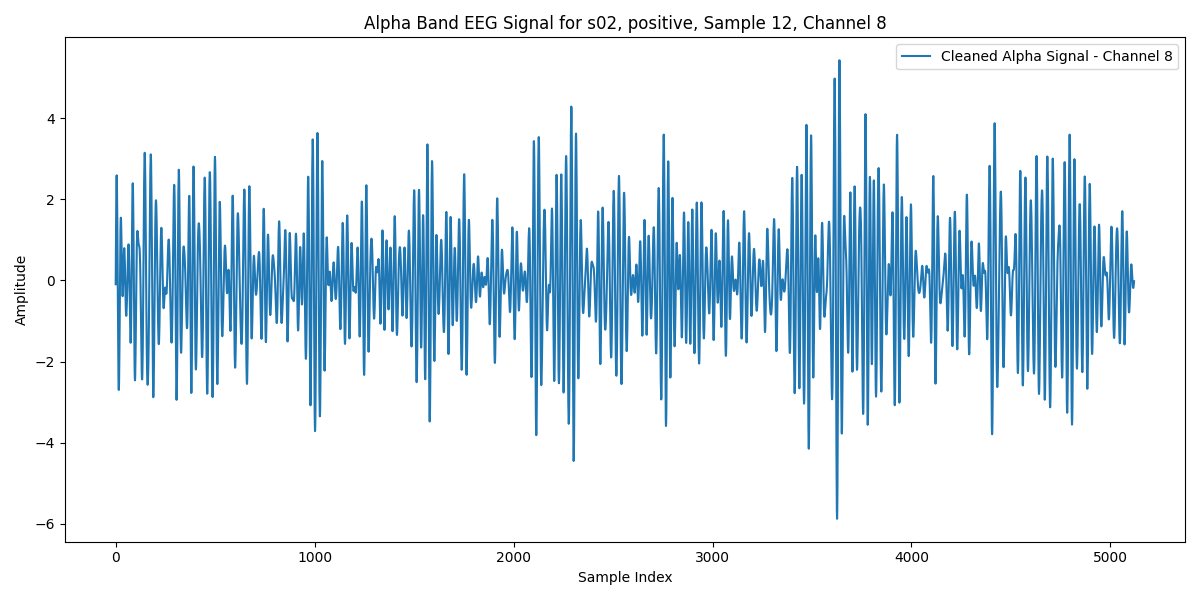 Alpha Band EEG Signal for s02, positive, Sample 12, Channel 8
Cleaned Alpha Signal - Channel 8
Amplitude
4
2
0
−2
−4
−6
0 1000 2000 3000 4000 5000
Sample Index